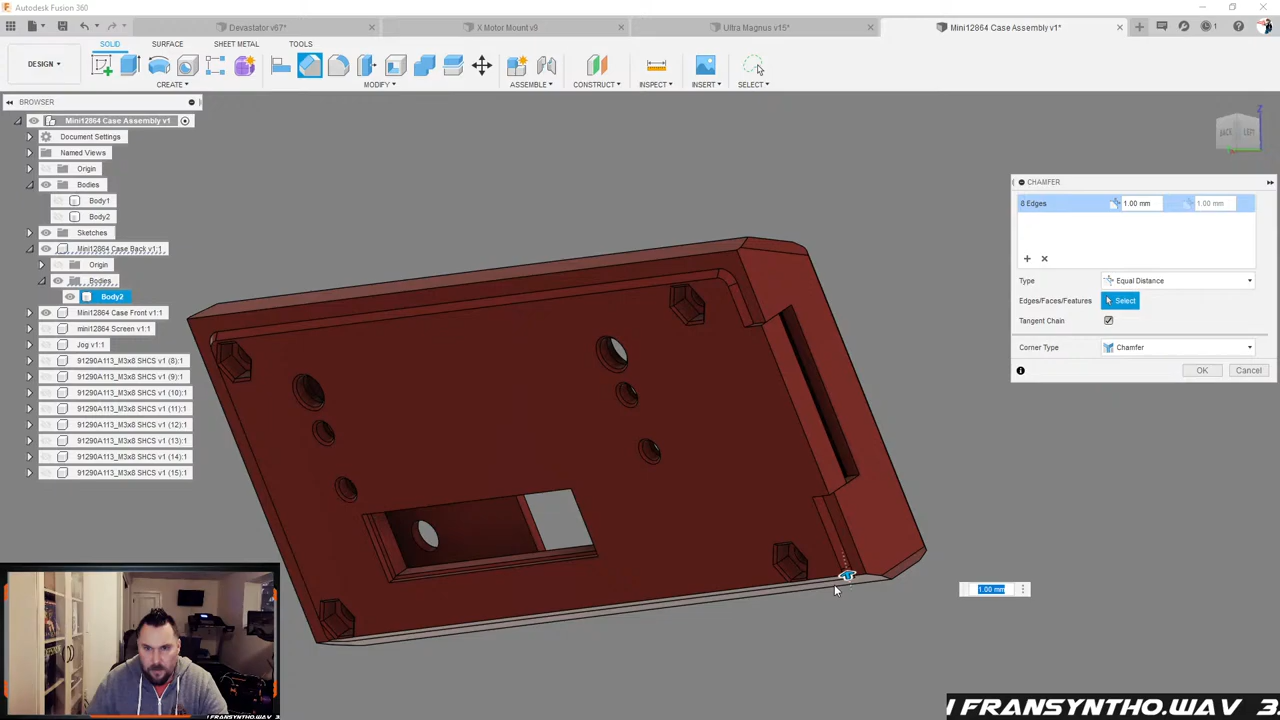 Autodesk Fusion 360
Devastator v67*
X Motor Mount v9
Ultra Magnus v15*
Mini12864 Case Assembly v1*
1
SOLID
SURFACE
SHEET METAL
TOOLS
DESIGN
CREATE
MODIFY
ASSEMBLE
CONSTRUCT
INSPECT
INSERT
SELECT
BROWSER
Mini12864 Case Assembly v1
Document Settings
Named Views
Origin
Bodies
Body1
Body2
Sketches
Mini12864 Case Back v1:1
Origin
Bodies
Body2
Mini12864 Case Front v1:1
mini12864 Screen v1:1
Jog v1:1
91290A113_M3x8 SHCS v1 (8):1
91290A113_M3x8 SHCS v1 (9):1
91290A113_M3x8 SHCS v1 (10):1
91290A113_M3x8 SHCS v1 (11):1
91290A113_M3x8 SHCS v1 (12):1
91290A113_M3x8 SHCS v1 (13):1
91290A113_M3x8 SHCS v1 (14):1
91290A113_M3x8 SHCS v1 (15):1
Z
BACK LEFT
CHAMFER
8 Edges 1.00 mm 1.00 mm
Type Equal Distance
Edges/Faces/Features Select
Tangent Chain
Corner Type Chamfer
OK Cancel
1.00 mm
I FRANSYNTHO.WAV 3.